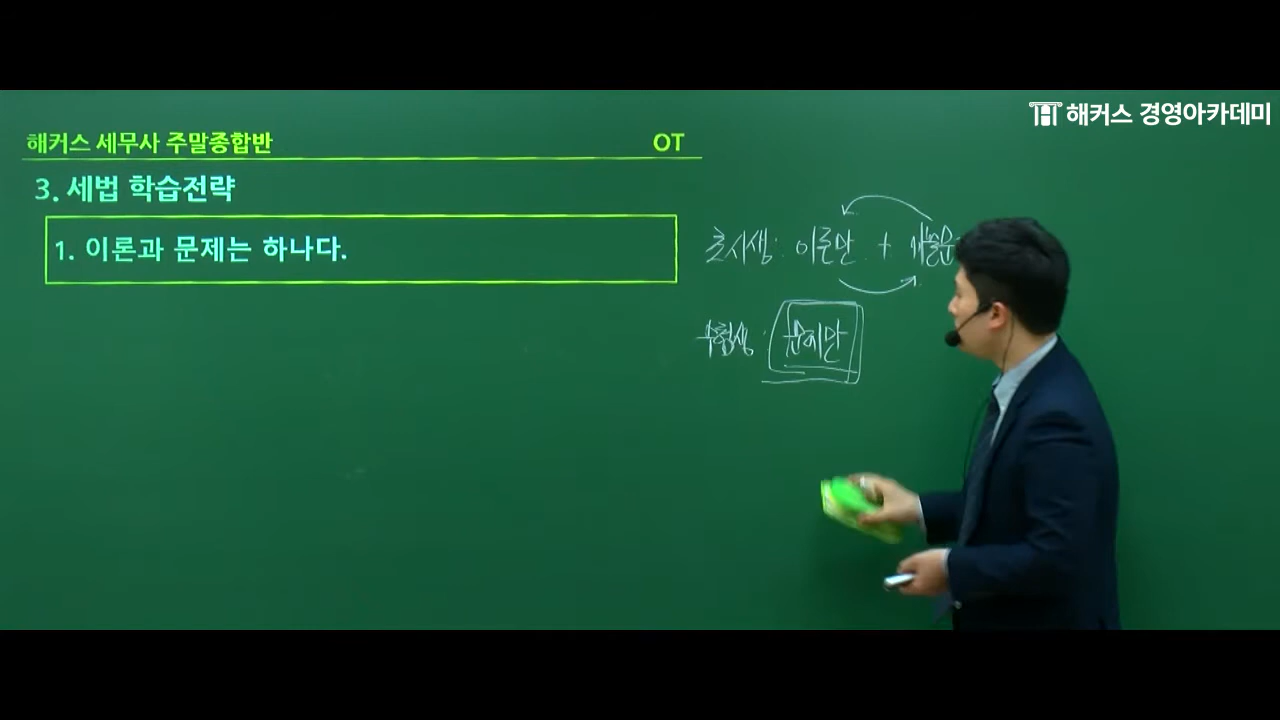 해커스 경영아카데미
해커스 세무사 주말종합반 OT
3. 세법 학습전략
1. 이론과 문제는 하나다.
초시생: 이론만 +
수험생: 문제만